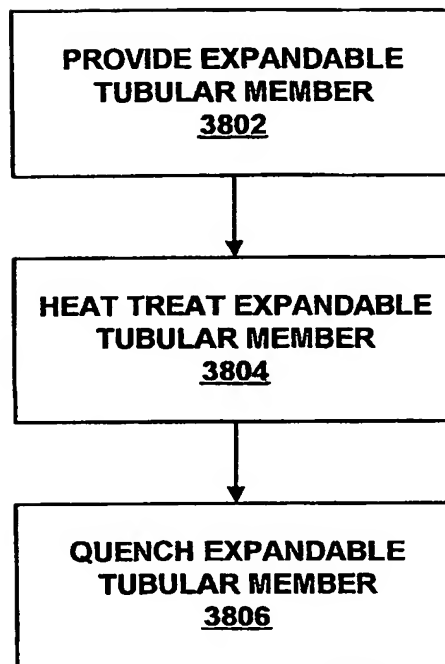 PROVIDE EXPANDABLE
TUBULAR MEMBER
3802
HEAT TREAT EXPANDABLE
TUBULAR MEMBER
3804
QUENCH EXPANDABLE
TUBULAR MEMBER
3806